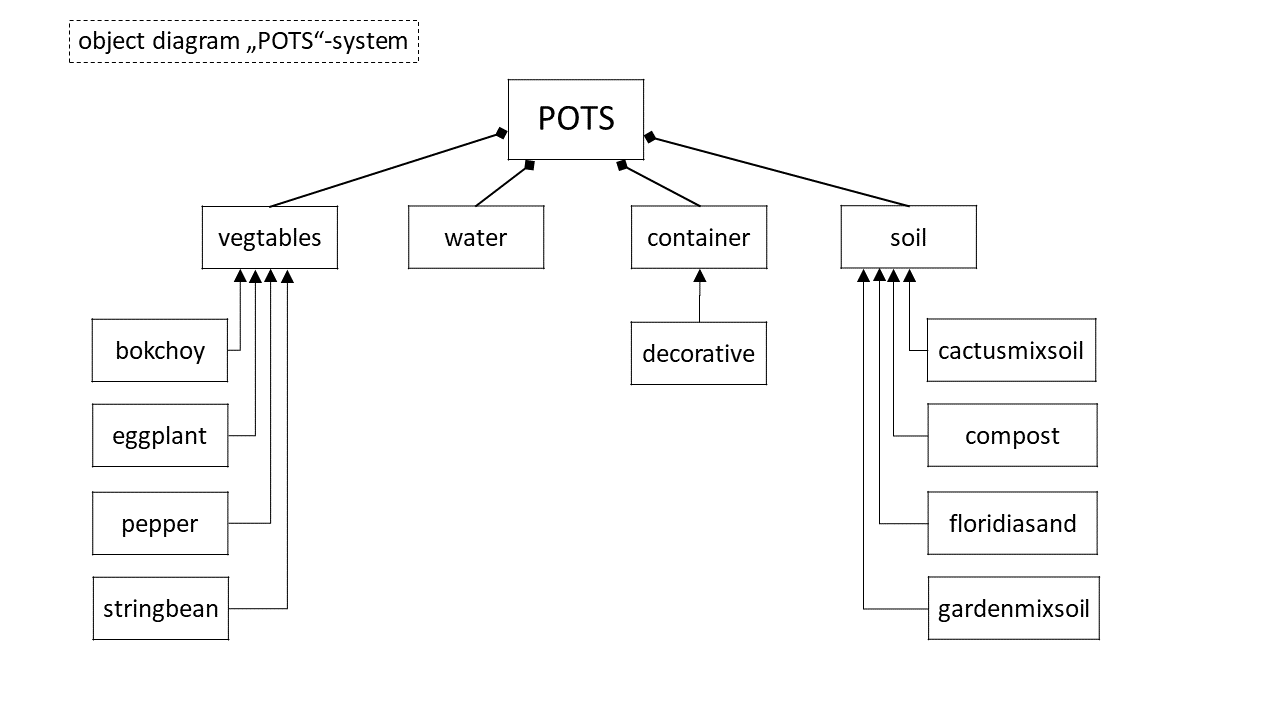 object diagram „POTS“-system
POTS
vegtables
water
container
soil
bokchoy
decorative
cactusmixsoil
eggplant
compost
pepper
floridiasand
stringbean
gardenmixsoil